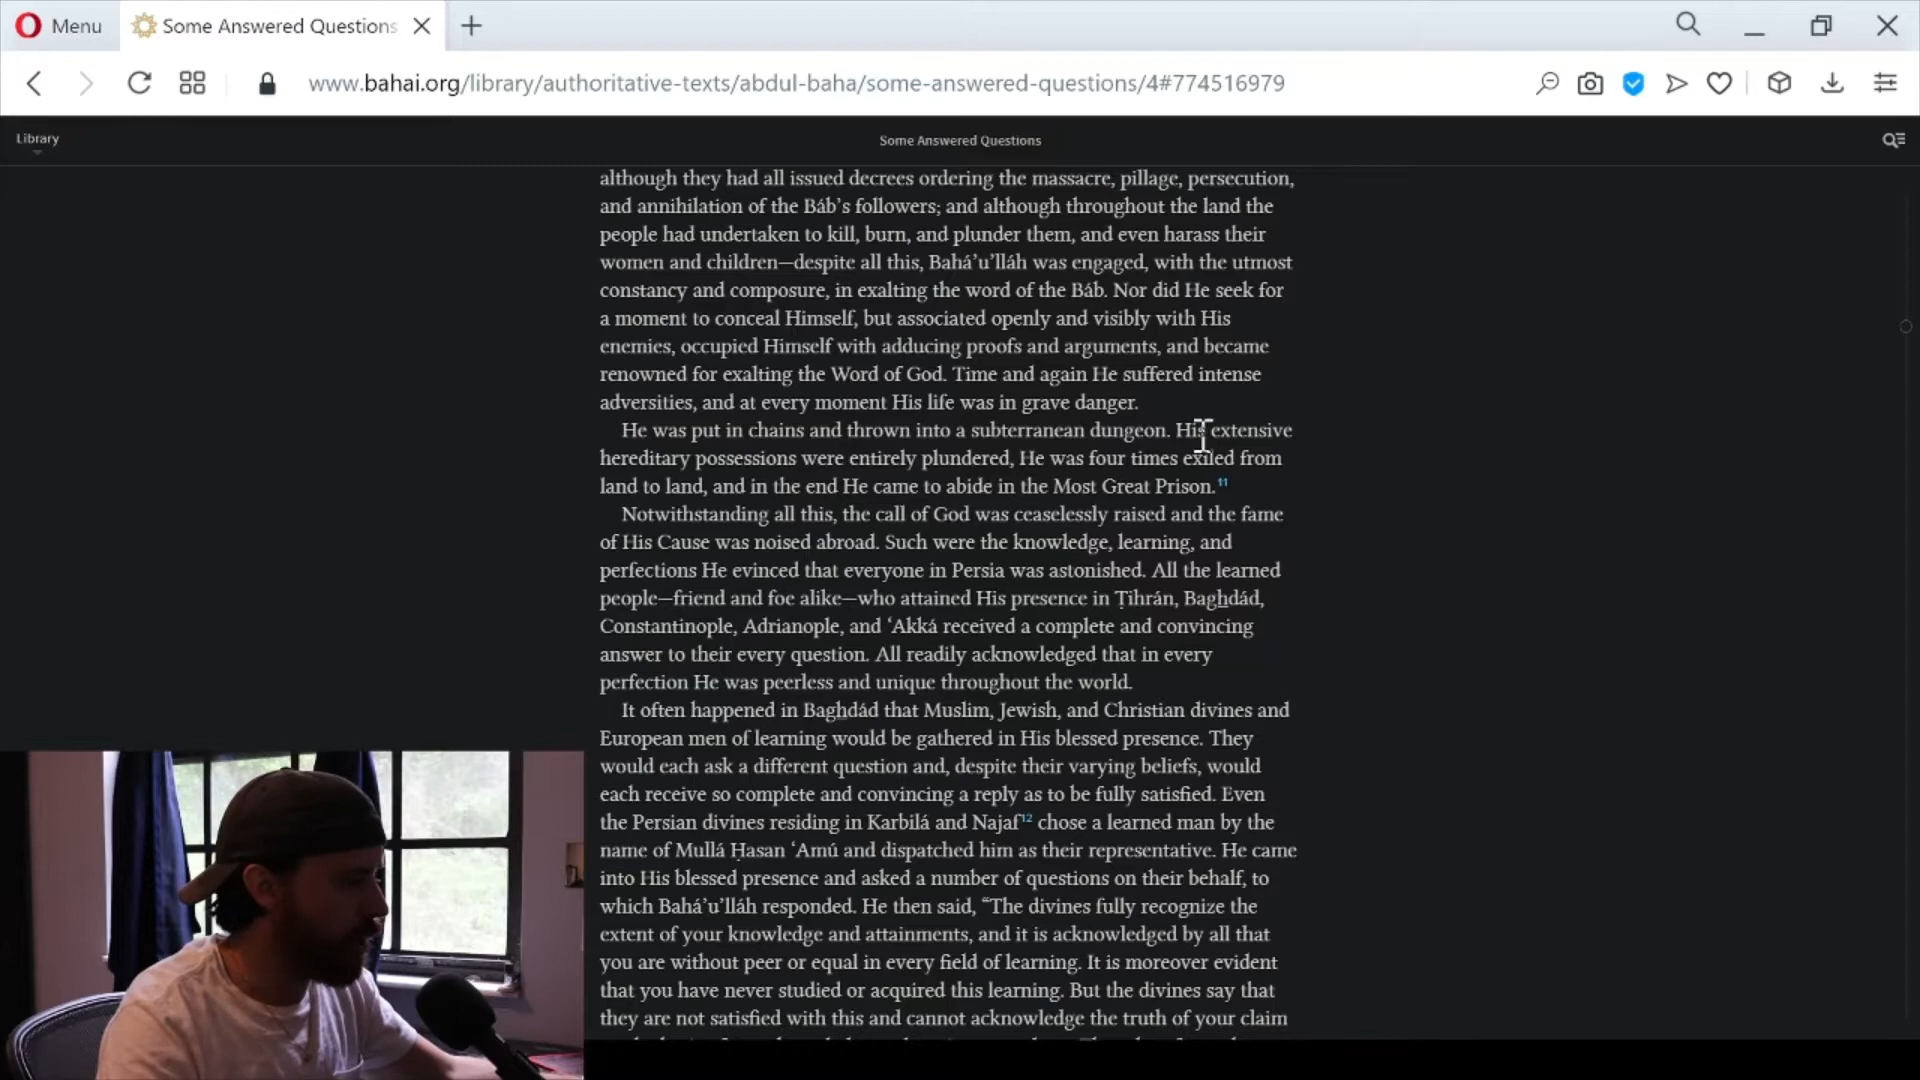 Menu
Some Answered Questions
www.bahai.org/library/authoritative-texts/abdul-baha/some-answered-questions/4#774516979
Library
Some Answered Questions
although they had all issued decrees ordering the massacre, pillage, persecution,
and annihilation of the Báb’s followers; and although throughout the land the
people had undertaken to kill, burn, and plunder them, and even harass their
women and children—despite all this, Bahá’u’lláh was engaged, with the utmost
constancy and composure, in exalting the word of the Báb. Nor did He seek for
a moment to conceal Himself, but associated openly and visibly with His
enemies, occupied Himself with adducing proofs and arguments, and became
renowned for exalting the Word of God. Time and again He suffered intense
adversities, and at every moment His life was in grave danger.
He was put in chains and thrown into a subterranean dungeon. His extensive
hereditary possessions were entirely plundered, He was four times exiled from
land to land, and in the end He came to abide in the Most Great Prison.11
Notwithstanding all this, the call of God was ceaselessly raised and the fame
of His Cause was noised abroad. Such were the knowledge, learning, and
perfections He evinced that everyone in Persia was astonished. All the learned
people—friend and foe alike—who attained His presence in Ṭihrán, Baghdád,
Constantinople, Adrianople, and ‘Akká received a complete and convincing
answer to their every question. All readily acknowledged that in every
perfection He was peerless and unique throughout the world.
It often happened in Baghdád that Muslim, Jewish, and Christian divines and
European men of learning would be gathered in His blessed presence. They
would each ask a different question and, despite their varying beliefs, would
each receive so complete and convincing a reply as to be fully satisfied. Even
the Persian divines residing in Karbilá and Najaf12 chose a learned man by the
name of Mullá Ḥasan ‘Amú and dispatched him as their representative. He came
into His blessed presence and asked a number of questions on their behalf, to
which Bahá’u’lláh responded. He then said, “The divines fully recognize the
extent of your knowledge and attainments, and it is acknowledged by all that
you are without peer or equal in every field of learning. It is moreover evident
that you have never studied or acquired this learning. But the divines say that
they are not satisfied with this and cannot acknowledge the truth of your claim